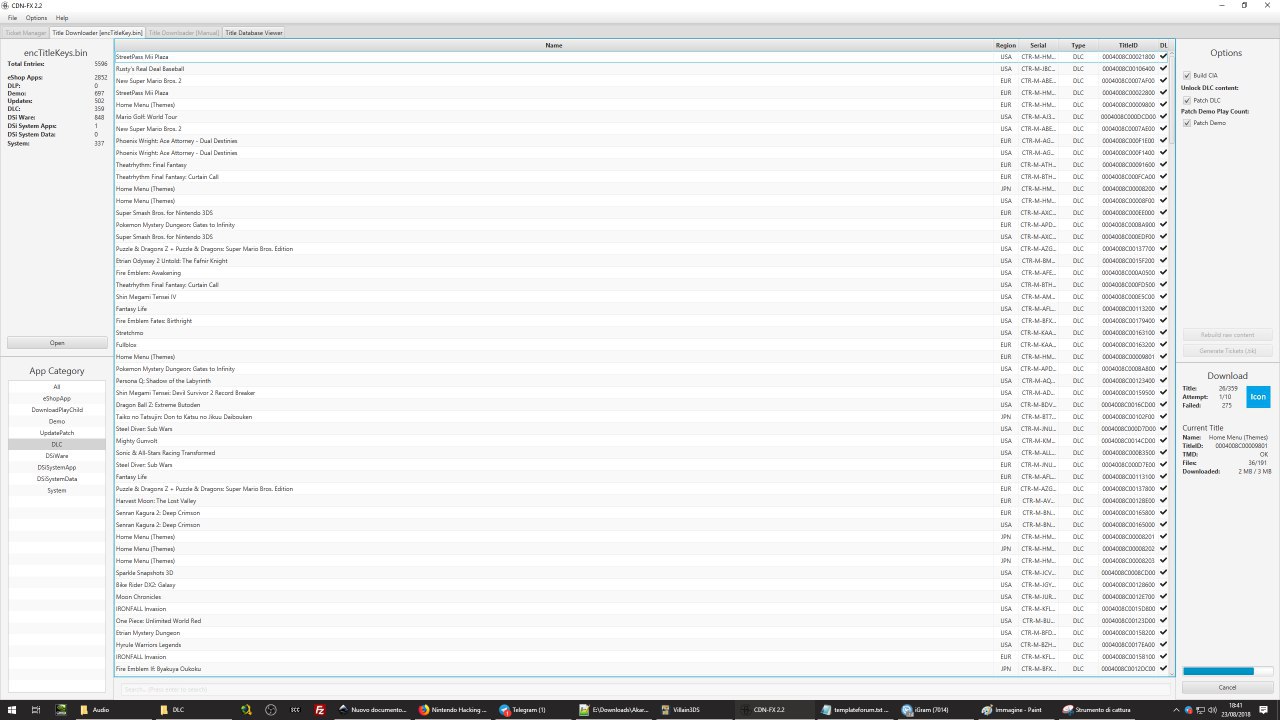 CDN-FX 2.2
File Options Help
Ticket Manager Title Downloader [encTitleKey.bin] Title Downloader [Manual] Title Database Viewer
encTitleKeys.bin
Total Entries: 5596
eShop Apps: 2852
DLP: 0
Demo: 697
Updates: 502
DLC: 359
DSi Ware: 848
DSi System Apps: 1
DSi System Data: 0
System: 337
Open
App Category
All
eShopApp
DownloadPlayChild
Demo
UpdatePatch
DLC
DSiWare
DSiSystemApp
DSiSystemData
System
Name Region Serial Type TitleID DL
StreetPass Mii Plaza USA CTR-M-HM... DLC 0004008C00021800
Rusty's Real Deal Baseball USA CTR-M-JBC... DLC 0004008C00106400
New Super Mario Bros. 2 EUR CTR-M-ABE... DLC 0004008C0007AF00
StreetPass Mii Plaza EUR CTR-M-HM... DLC 0004008C00022800
Home Menu (Themes) EUR CTR-M-HM... DLC 0004008C00009800
Mario Golf: World Tour USA CTR-M-AJ3... DLC 0004008C000DCD00
New Super Mario Bros. 2 USA CTR-M-ABE... DLC 0004008C0007AE00
Phoenix Wright: Ace Attorney - Dual Destinies EUR CTR-M-AG... DLC 0004008C000F1E00
Phoenix Wright: Ace Attorney - Dual Destinies USA CTR-M-AG... DLC 0004008C000F1400
Theatrhythm: Final Fantasy EUR CTR-M-ATH... DLC 0004008C00091600
Theatrhythm Final Fantasy: Curtain Call EUR CTR-M-BTH... DLC 0004008C000FCA00
Home Menu (Themes) JPN CTR-M-HM... DLC 0004008C00008200
Home Menu (Themes) USA CTR-M-HM... DLC 0004008C00008F00
Super Smash Bros. for Nintendo 3DS EUR CTR-M-AXC... DLC 0004008C000EE000
Pokemon Mystery Dungeon: Gates to Infinity EUR CTR-M-APD... DLC 0004008C0008A900
Super Smash Bros. for Nintendo 3DS USA CTR-M-AXC... DLC 0004008C000EDF00
Puzzle & Dragons Z + Puzzle & Dragons: Super Mario Bros. Edition USA CTR-M-AZG... DLC 0004008C00137700
Etrian Odyssey 2 Untold: The Fafnir Knight USA CTR-M-BM... DLC 0004008C0015F200
Fire Emblem: Awakening USA CTR-M-AFE... DLC 0004008C000A0500
Theatrhythm Final Fantasy: Curtain Call USA CTR-M-BTH... DLC 0004008C000FD500
Shin Megami Tensei IV USA CTR-M-AM... DLC 0004008C000E5C00
Fantasy Life USA CTR-M-AFL... DLC 0004008C00113200
Fire Emblem Fates: Birthright USA CTR-M-BFX... DLC 0004008C00179400
Stretchmo USA CTR-M-KAA... DLC 0004008C00163100
Fullblox EUR CTR-M-KAA... DLC 0004008C00163200
Home Menu (Themes) EUR CTR-M-HM... DLC 0004008C00009801
Pokemon Mystery Dungeon: Gates to Infinity USA CTR-M-APD... DLC 0004008C0008A800
Persona Q: Shadow of the Labyrinth USA CTR-M-AQ... DLC 0004008C00123400
Shin Megami Tensei: Devil Survivor 2 Record Breaker USA CTR-M-AD... DLC 0004008C00159500
Dragon Ball Z: Extreme Butoden USA CTR-M-BDV... DLC 0004008C0016CD00
Taiko no Tatsujin: Don to Katsu no Jikuu Daibouken JPN CTR-M-BT7... DLC 0004008C00102F00
Steel Diver: Sub Wars USA CTR-M-JNU... DLC 0004008C000D7D00
Mighty Gunvolt USA CTR-M-KM... DLC 0004008C0014CD00
Sonic & All-Stars Racing Transformed USA CTR-M-ALL... DLC 0004008C000B3500
Steel Diver: Sub Wars EUR CTR-M-JNU... DLC 0004008C000D7E00
Fantasy Life EUR CTR-M-AFL... DLC 0004008C00113100
Puzzle & Dragons Z + Puzzle & Dragons: Super Mario Bros. Edition EUR CTR-M-AZG... DLC 0004008C00137800
Harvest Moon: The Lost Valley EUR CTR-M-AV... DLC 0004008C00128E00
Senran Kagura 2: Deep Crimson EUR CTR-M-BN... DLC 0004008C00165800
Senran Kagura 2: Deep Crimson USA CTR-M-BN... DLC 0004008C00165000
Home Menu (Themes) JPN CTR-M-HM... DLC 0004008C00008201
Home Menu (Themes) JPN CTR-M-HM... DLC 0004008C00008202
Home Menu (Themes) JPN CTR-M-HM... DLC 0004008C00008203
Sparkle Snapshots 3D USA CTR-M-JCV... DLC 0004008C0008CD00
Bike Rider DX2: Galaxy USA CTR-M-JGY... DLC 0004008C00128600
Moon Chronicles USA CTR-M-JUR... DLC 0004008C0012E700
IRONFALL Invasion USA CTR-M-KFL... DLC 0004008C0015D800
One Piece: Unlimited World Red USA CTR-M-BU... DLC 0004008C00123D00
Etrian Mystery Dungeon USA CTR-M-BFD... DLC 0004008C00158200
Hyrule Warriors Legends USA CTR-M-BZH... DLC 0004008C0017EA00
IRONFALL Invasion EUR CTR-M-KFL... DLC 0004008C00158100
Fire Emblem If: Byakuya Oukoku JPN CTR-M-BFX... DLC 0004008C0012DC00
Search... (Press enter to search)
Options
Build CIA
Unlock DLC content:
Patch DLC
Patch Demo Play Count:
Patch Demo
Rebuild raw content
Generate Tickets (.tik)
Download
Title: 26/359
Attempt: 1/10
Failed: 275
Icon
Current Title
Name: Home Menu (Themes)
TitleID: 0004008C00009801
TMD: OK
Files: 36/191
Downloaded: 2 MB / 3 MB
Cancel
Audio DLC Nuovo documento... Nintendo Hacking ... Telegram (1) E:\Downloads\Akar... Villain3DS CDN-FX 2.2 templateforum.txt ... iGram (7014) Immagine - Paint Strumento di cattura
18:41
23/08/2018